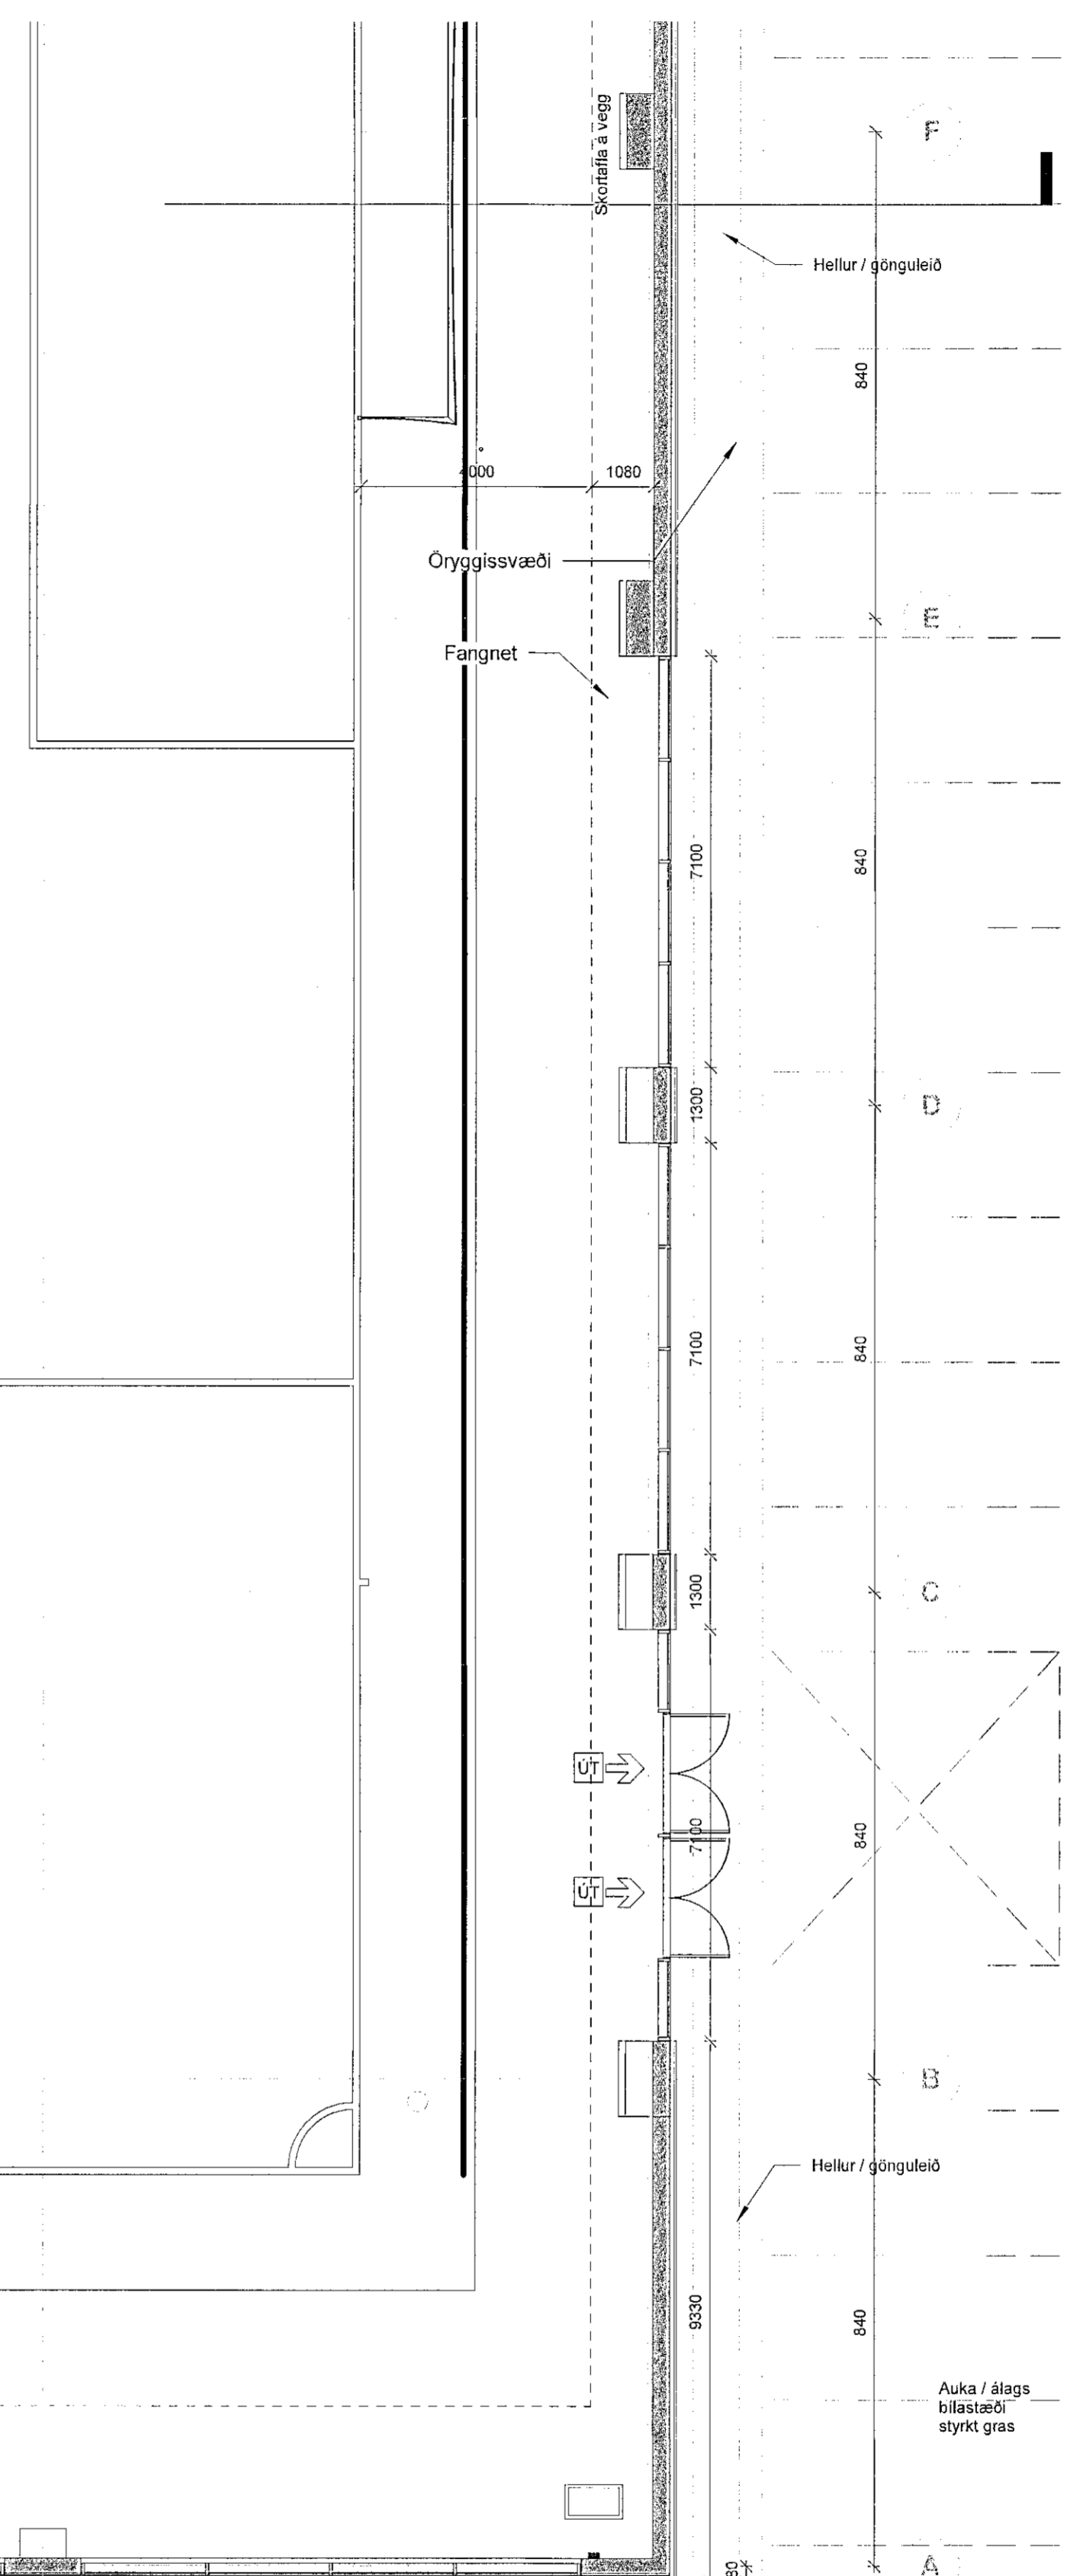 Skortafla á vegg
F
Hellur / gönguleið
840
4000
1080
Öryggissvæði
E
Fangnet
7100
840
1300
D
7100
840
1300
C
ÚT
7100
840
ÚT
B
Hellur / gönguleið
9330
840
Auka / álags
bílastæði
styrkt gras
A